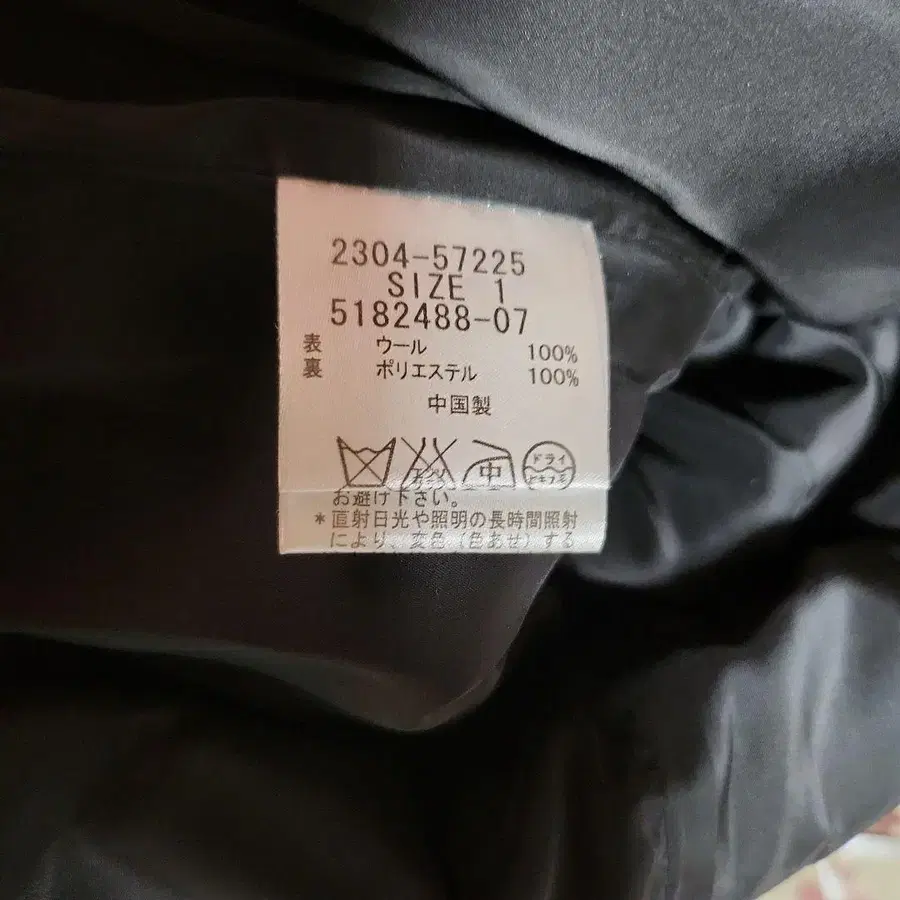 2304-57225
SIZE 1
5182488-07
表 ウール 100%
裏 ポリエステル 100%
中国製
中 ドライ
お避け下さい。
*直射日光や照明の長時間照射
により、変色(色あせ)する